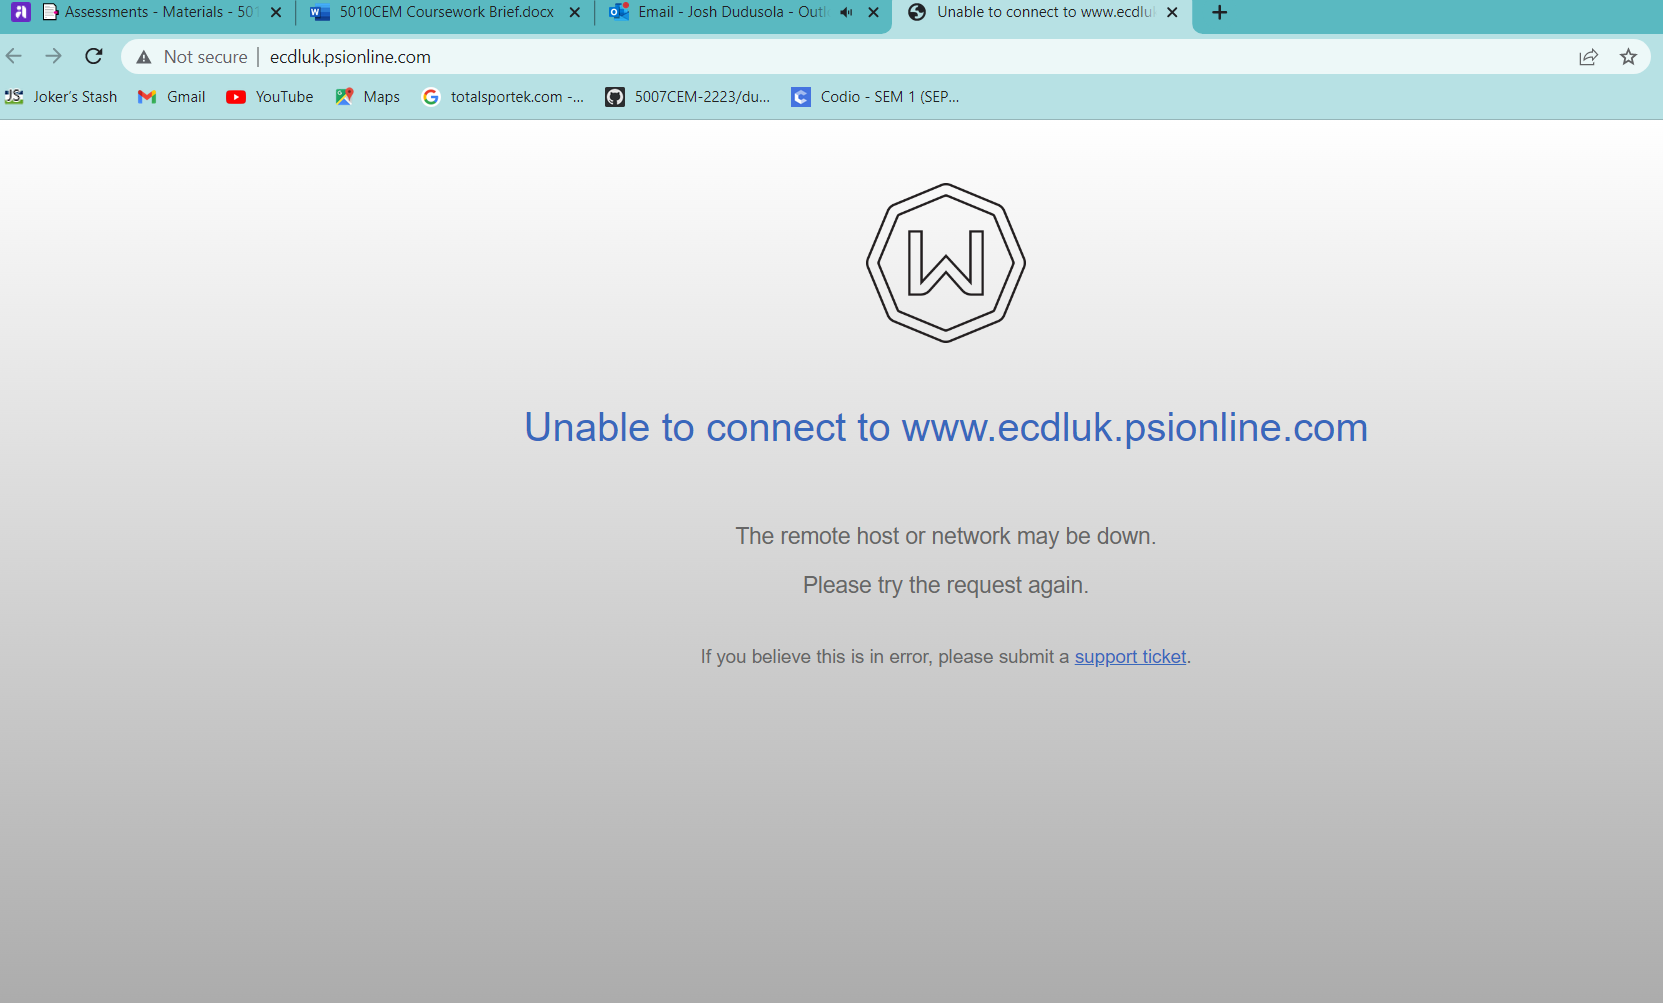 Assessments - Materials - 501
5010CEM Coursework Brief.docx
Email - Josh Dudusola - Outl
Unable to connect to www.ecdluk
Not secure
ecdluk.psionline.com
JS Joker's Stash
Gmail
YouTube
Maps
totalsportek.com -...
5007CEM-2223/du...
Codio - SEM 1 (SEP...
W
Unable to connect to www.ecdluk.psionline.com
The remote host or network may be down.
Please try the request again.
If you believe this is in error, please submit a support ticket.